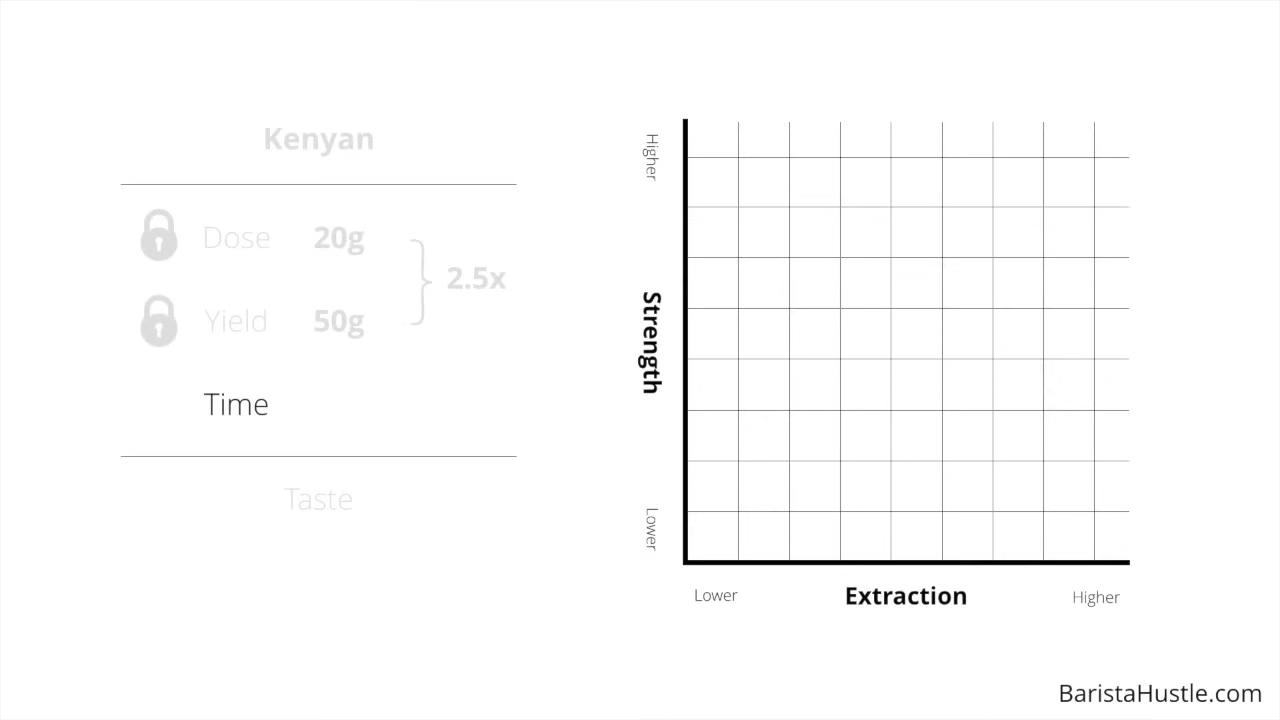 Kenyan
Dose 20g
2.5x
Yield 50g
Time
Taste
Higher
Strength
Lower
Lower Extraction Higher
BaristaHustle.com